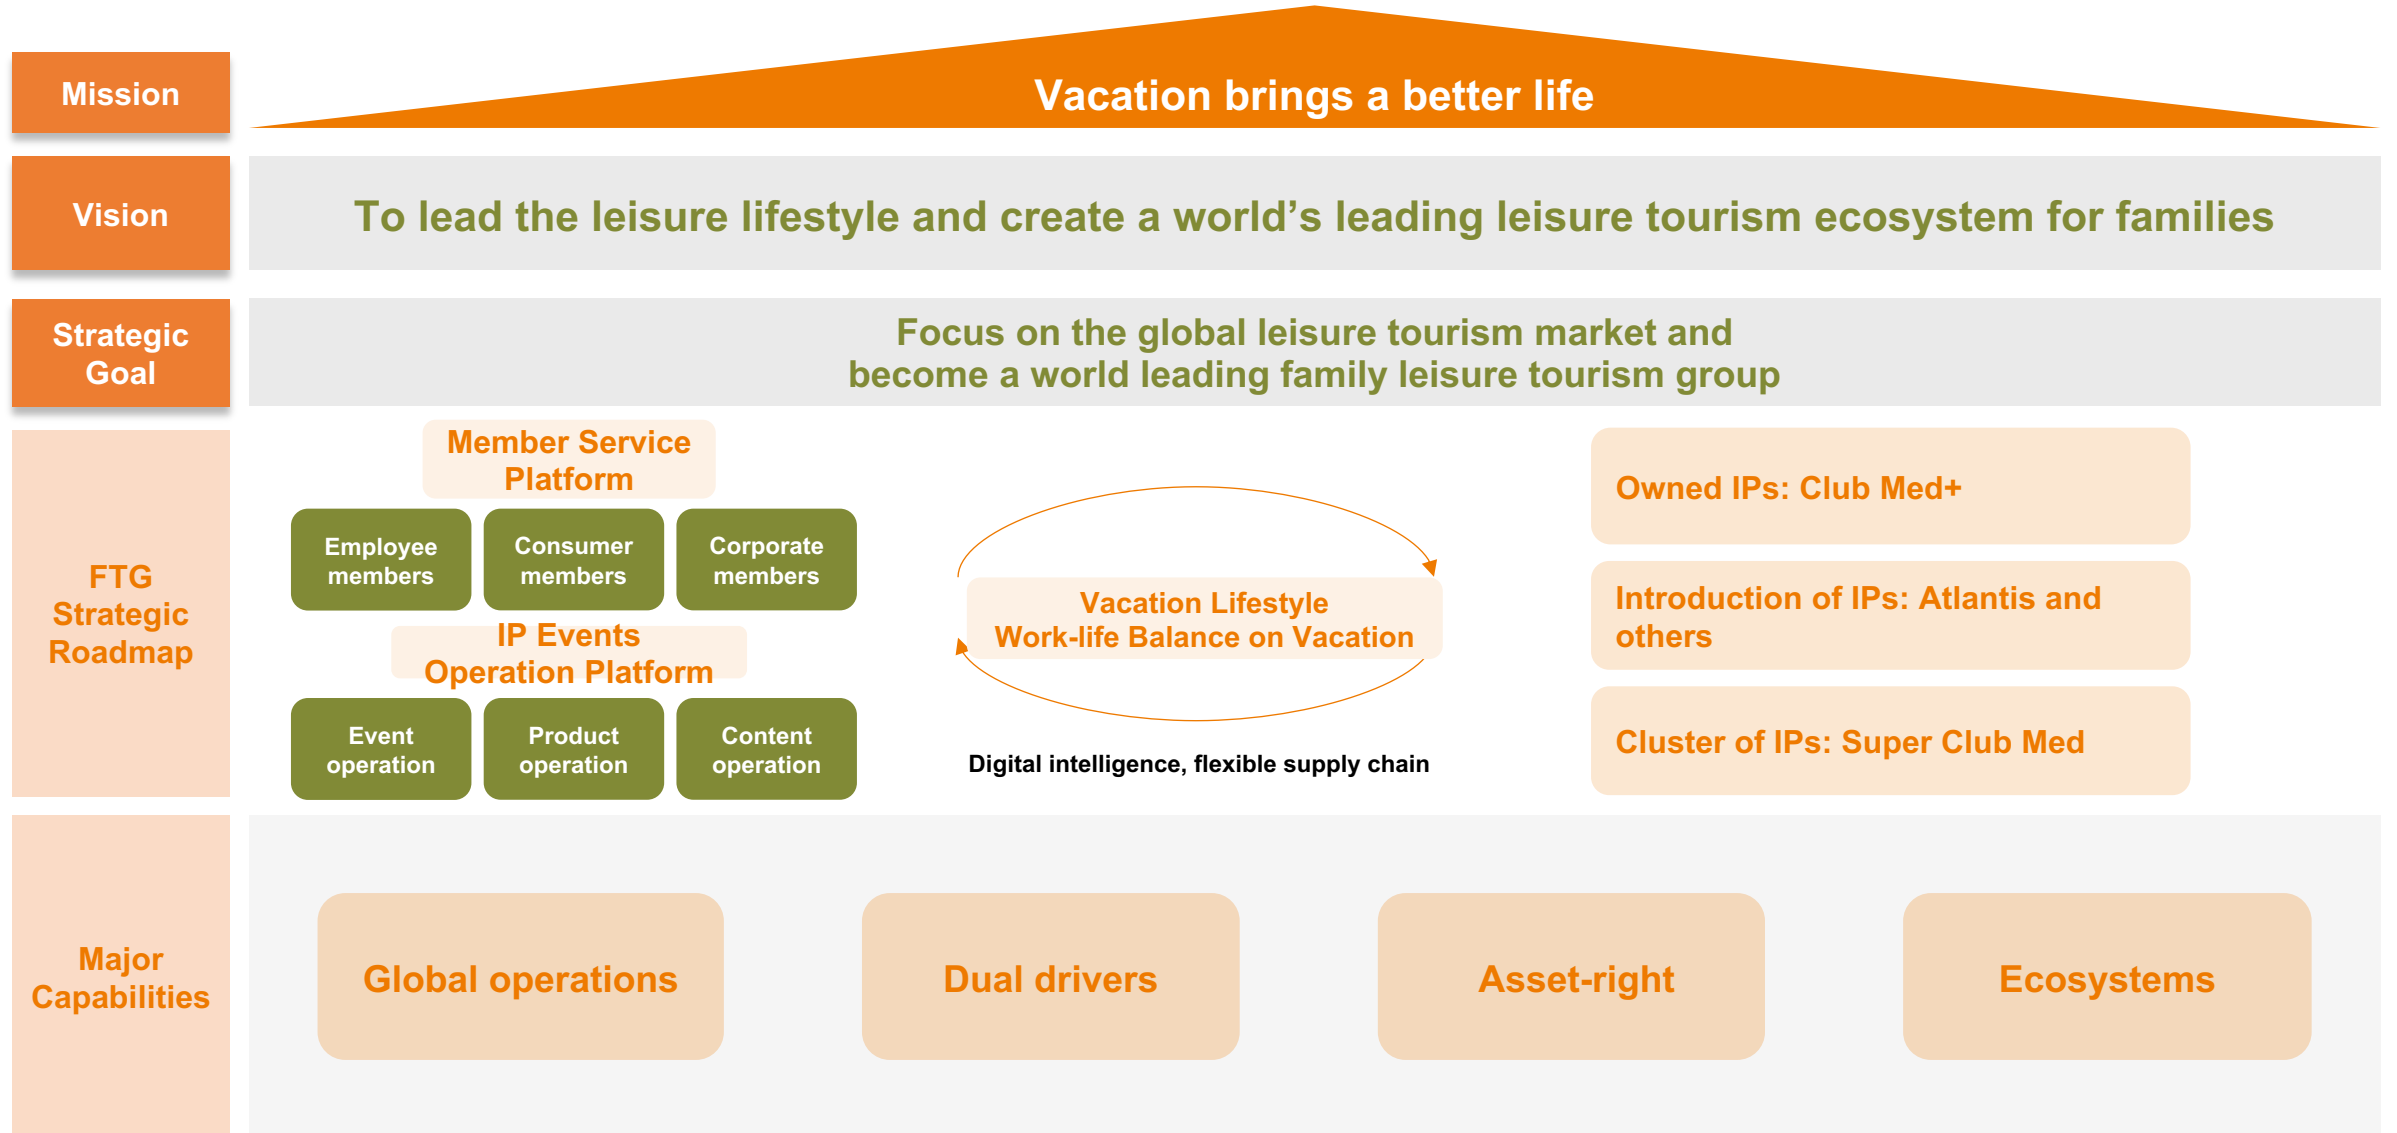 Mission
Vacation brings a better life
Vision
To lead the leisure lifestyle and create a world’s leading leisure tourism ecosystem for families
Strategic
Goal
Focus on the global leisure tourism market and
become a world leading family leisure tourism group
FTG
Strategic
Roadmap
Member Service
Platform
Employee
members
Consumer
members
Corporate
members
IP Events
Operation Platform
Event
operation
Product
operation
Content
operation
Vacation Lifestyle
Work-life Balance on Vacation
Digital intelligence, flexible supply chain
Owned IPs: Club Med+
Introduction of IPs: Atlantis and
others
Cluster of IPs: Super Club Med
Major
Capabilities
Global operations
Dual drivers
Asset-right
Ecosystems